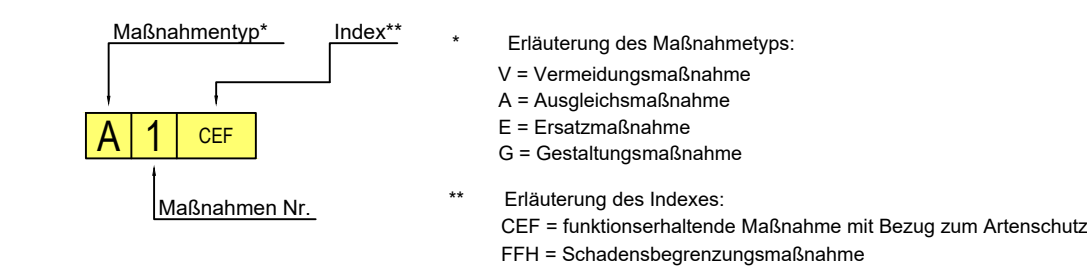 Maßnahmentyp* Index**
A 1 CEF
Maßnahmen Nr.
* Erläuterung des Maßnahmetyps:
V = Vermeidungsmaßnahme
A = Ausgleichsmaßnahme
E = Ersatzmaßnahme
G = Gestaltungsmaßnahme
** Erläuterung des Indexes:
CEF = funktionserhaltende Maßnahme mit Bezug zum Artenschutz
FFH = Schadensbegrenzungsmaßnahme